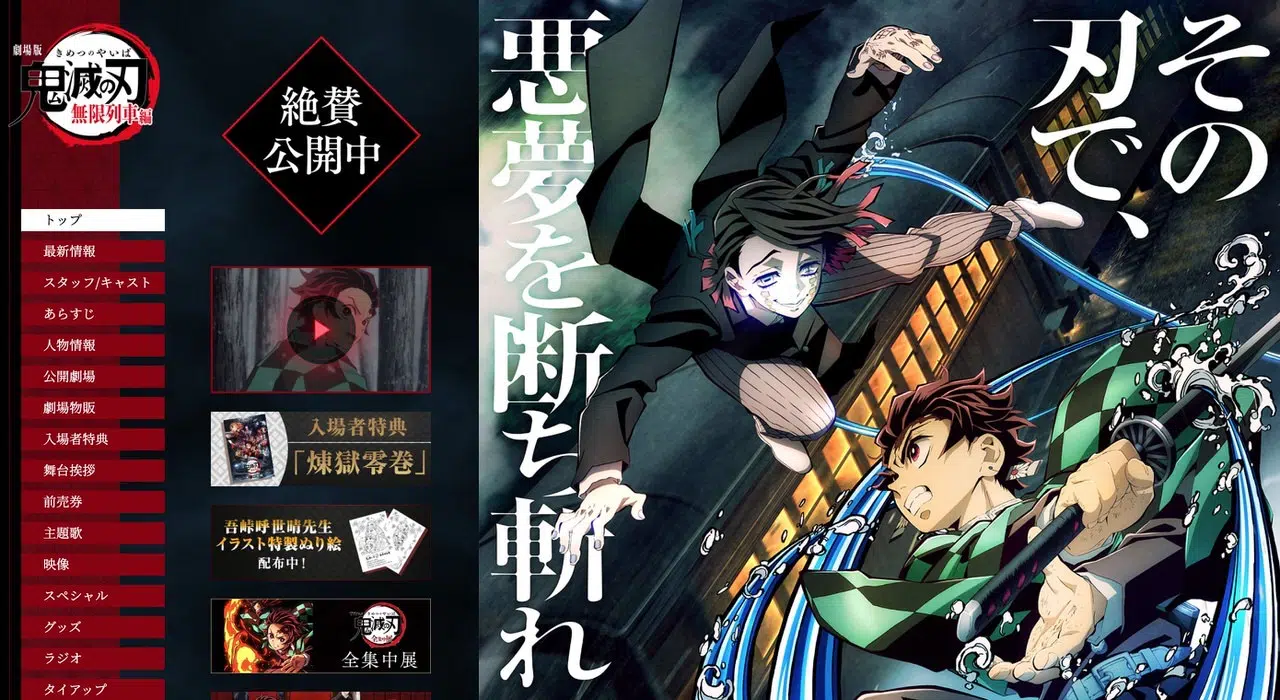 劇場版
きめつのやいば
鬼滅の刃
無限列車編
トップ
最新情報
スタッフ/キャスト
あらすじ
人物情報
公開劇場
劇場物販
入場者特典
舞台挨拶
前売券
主題歌
映像
スペシャル
グッズ
ラジオ
タイアップ
絶賛
公開中
入場者特典
「煉獄零巻」
吾峠呼世晴先生
イラスト特製ぬり絵
配布中!
鬼滅の刃
全集中展
その
刃で、
悪夢を断ち斬れ